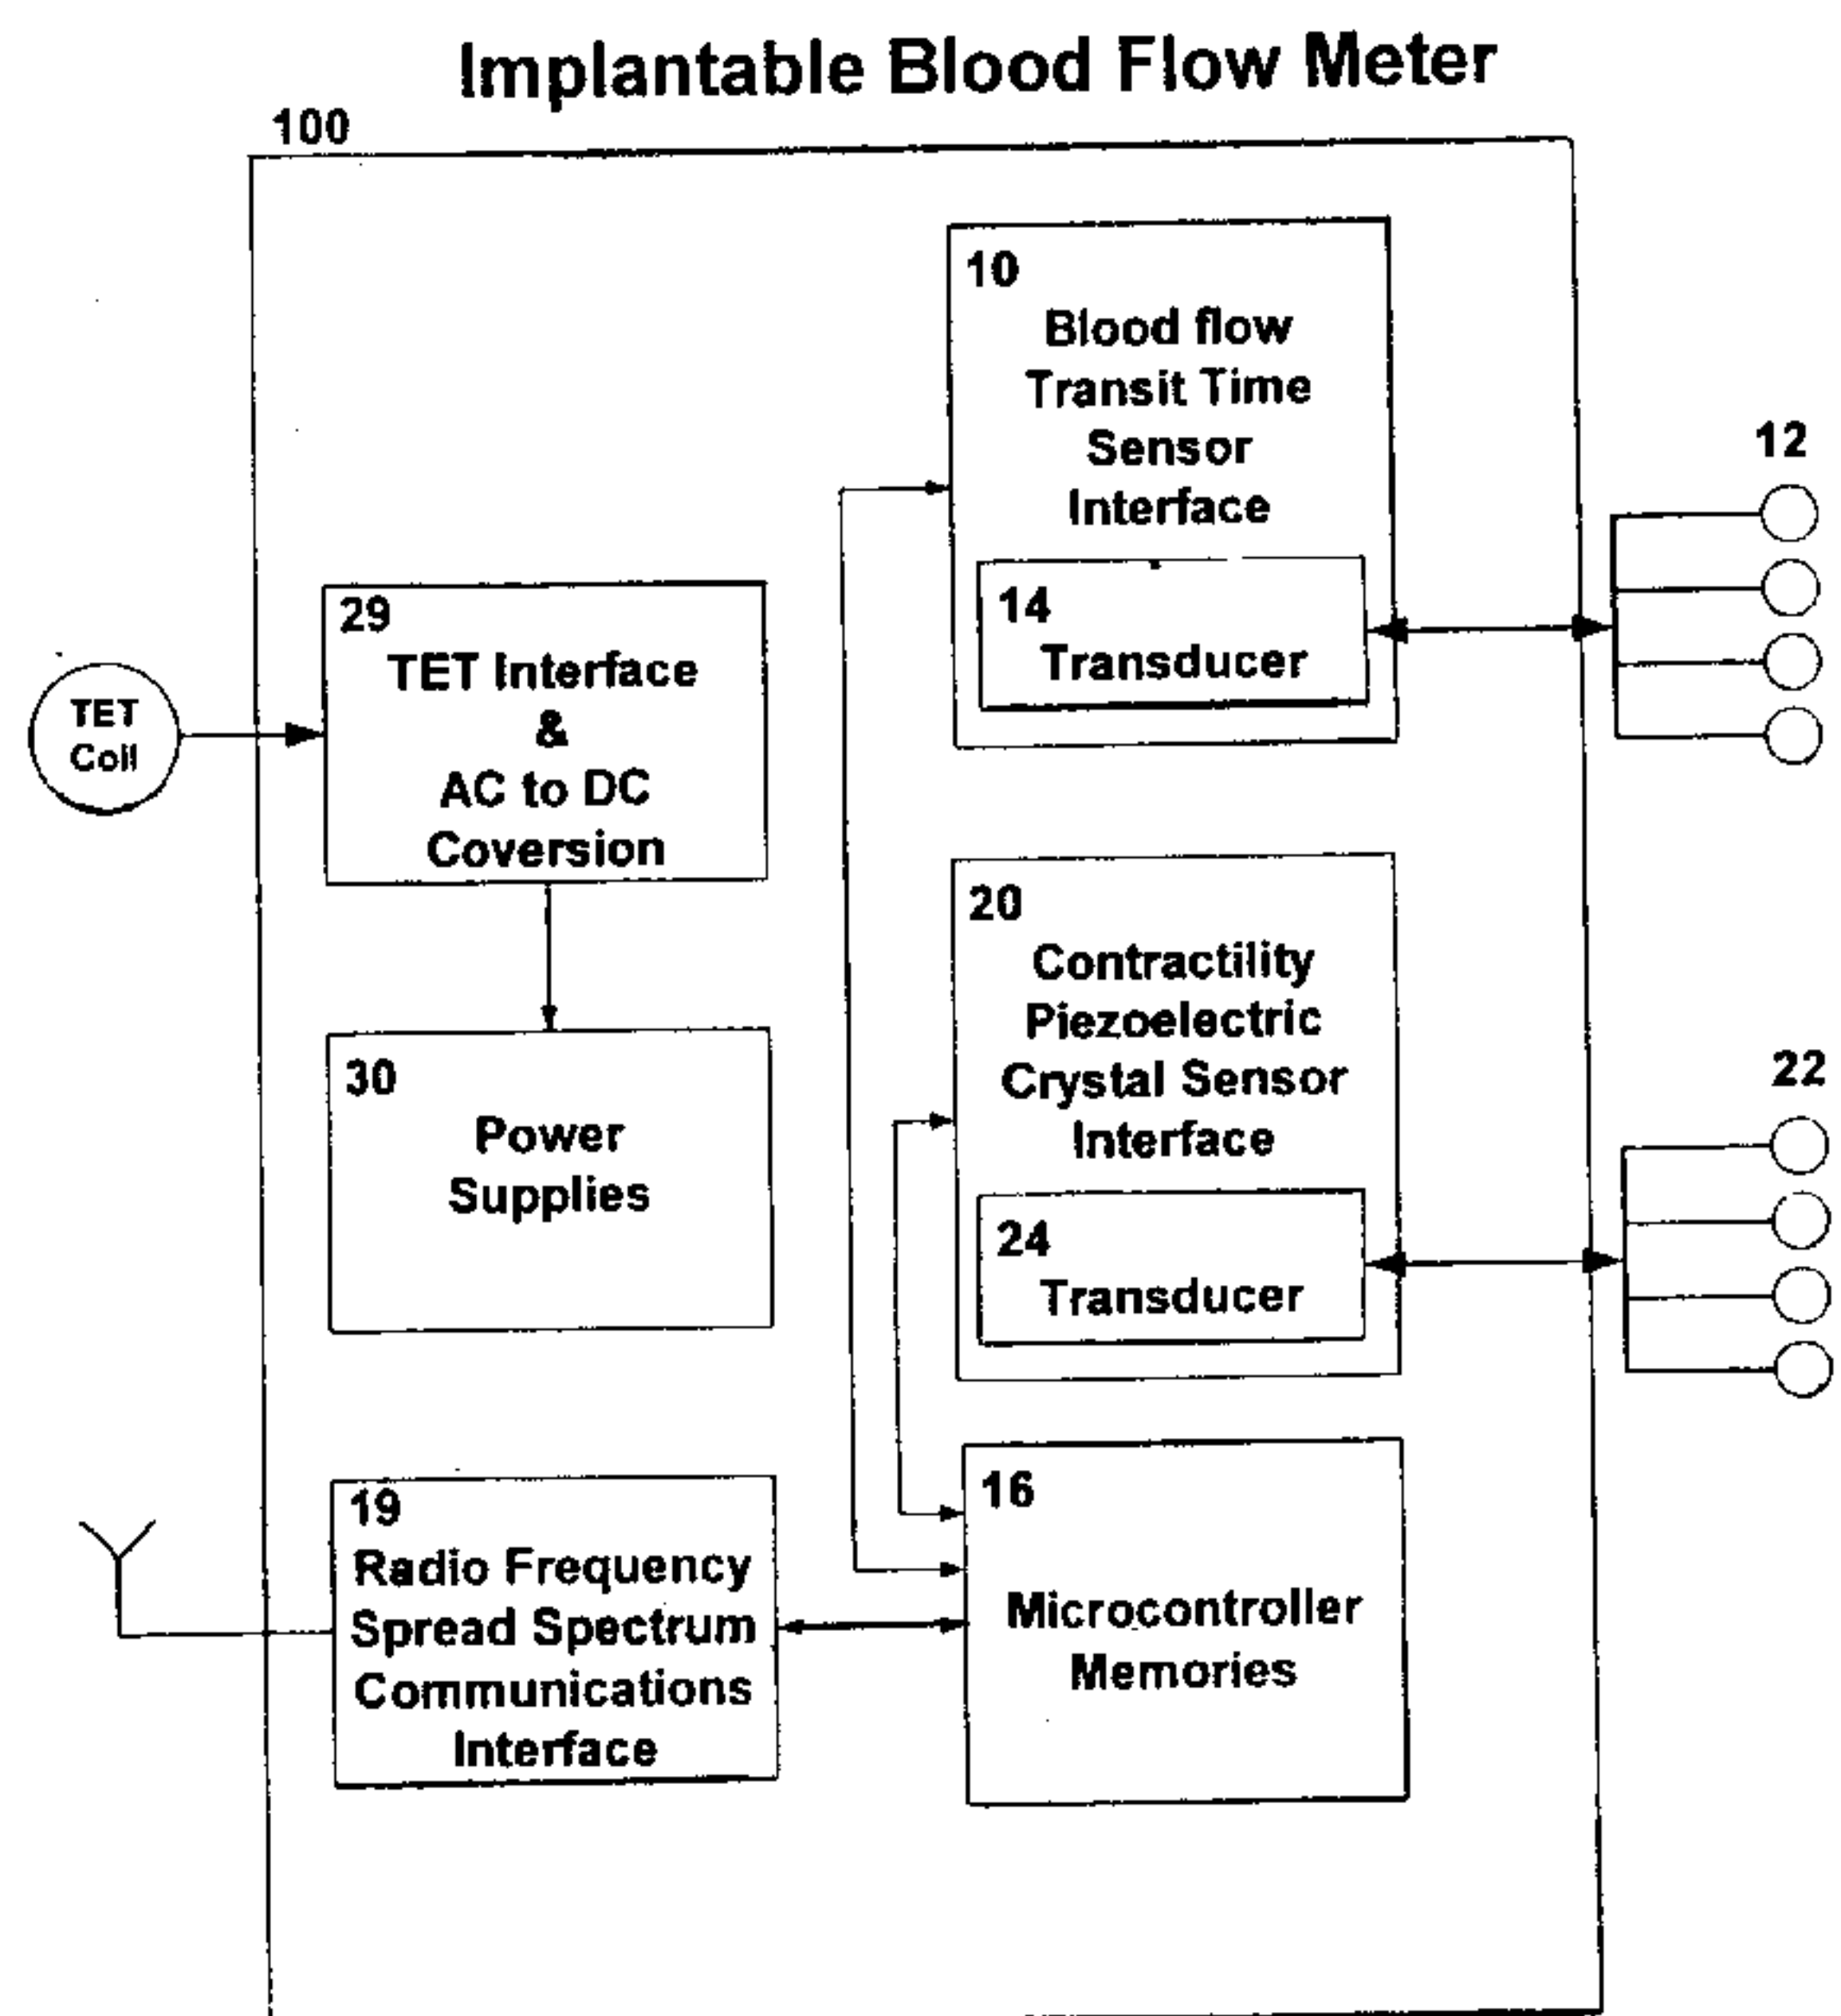 Implantable Blood Flow Meter
100
10
Blood flow
Transit Time
Sensor
Interface
14
Transducer
12
29
TET Interface
&
AC to DC
Coversion
TET
Coil
20
Contractility
Piezoelectric
Crystal Sensor
Interface
24
Transducer
22
30
Power
Supplies
19
Radio Frequency
Spread Spectrum
Communications
Interface
16
Microcontroller
Memories